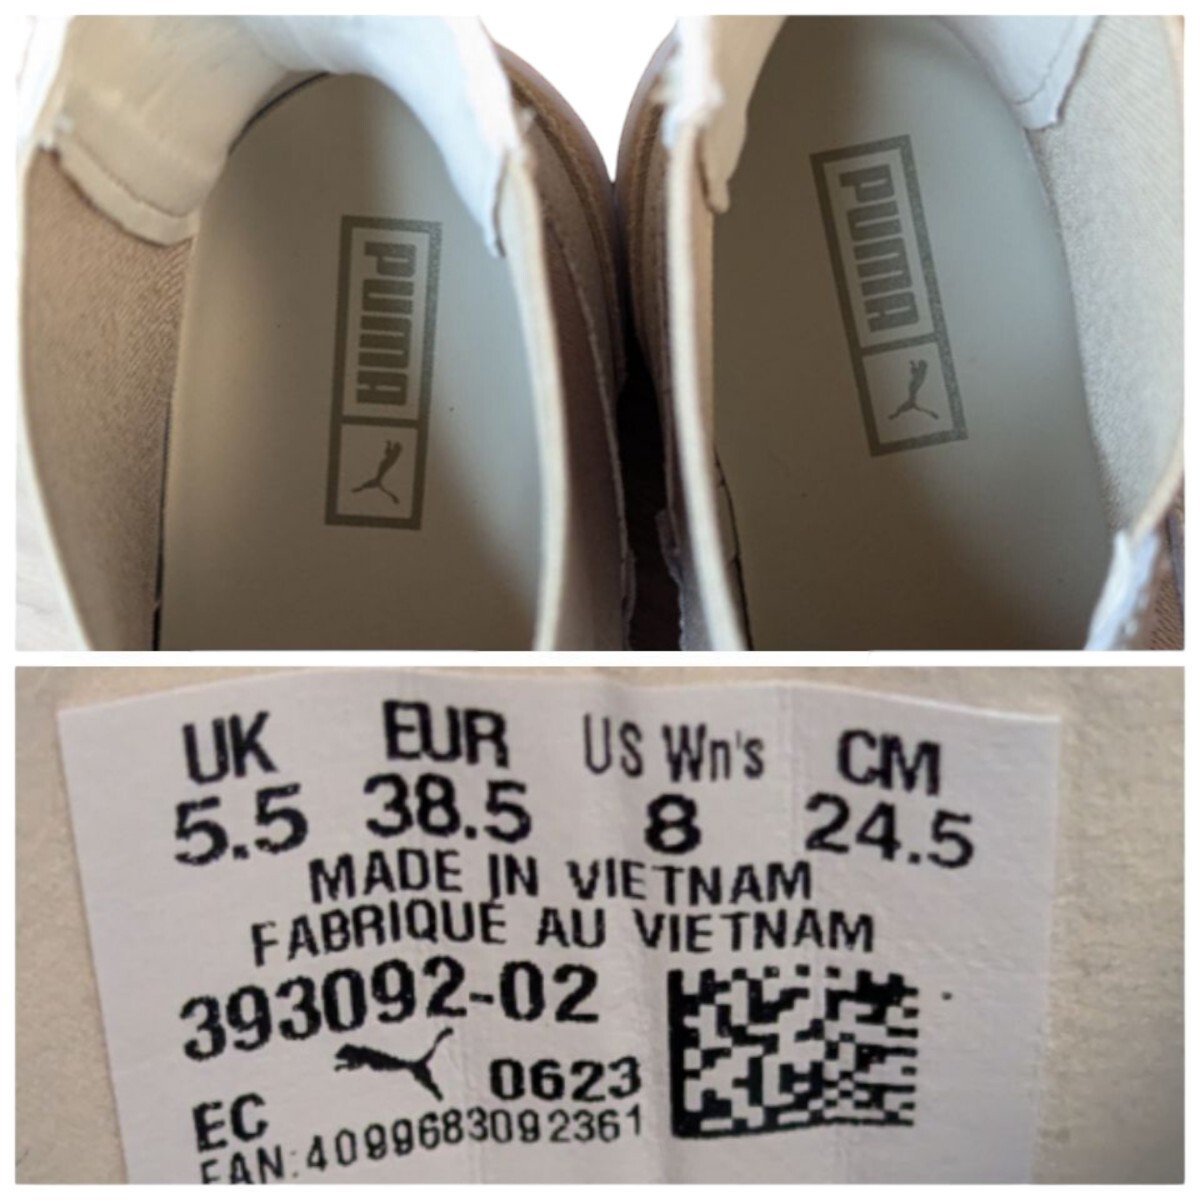 PUMA
PUMA
UK EUR US Wn's CM
5.5 38.5 8 24.5
MADE IN VIETNAM
FABRIQUE AU VIETNAM
393092-02
0623
EC
EAN:4099683092361